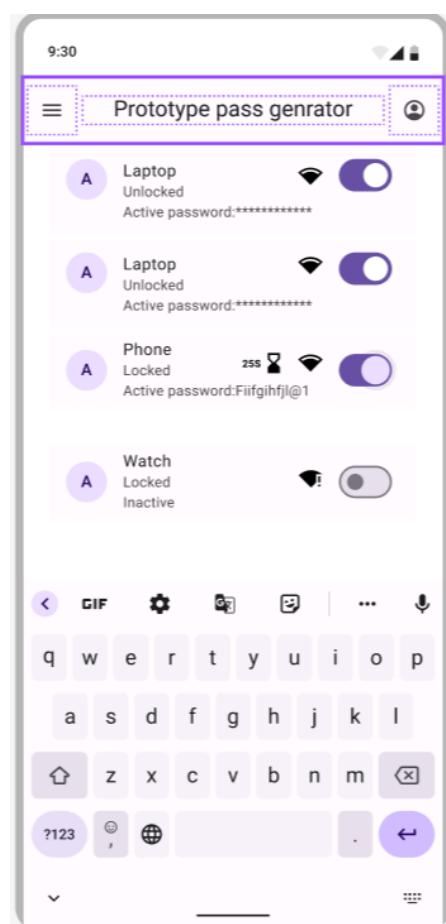 9:30
Prototype pass genrator
A
Laptop
Unlocked
Active password:************
A
Laptop
Unlocked
Active password:************
A
Phone
Locked
25S
Active password:Fiifgihfjl@1
A
Watch
Locked
Inactive
GIF
q w e r t y u i o p
a s d f g h j k l
z x c v b n m
?123 , .